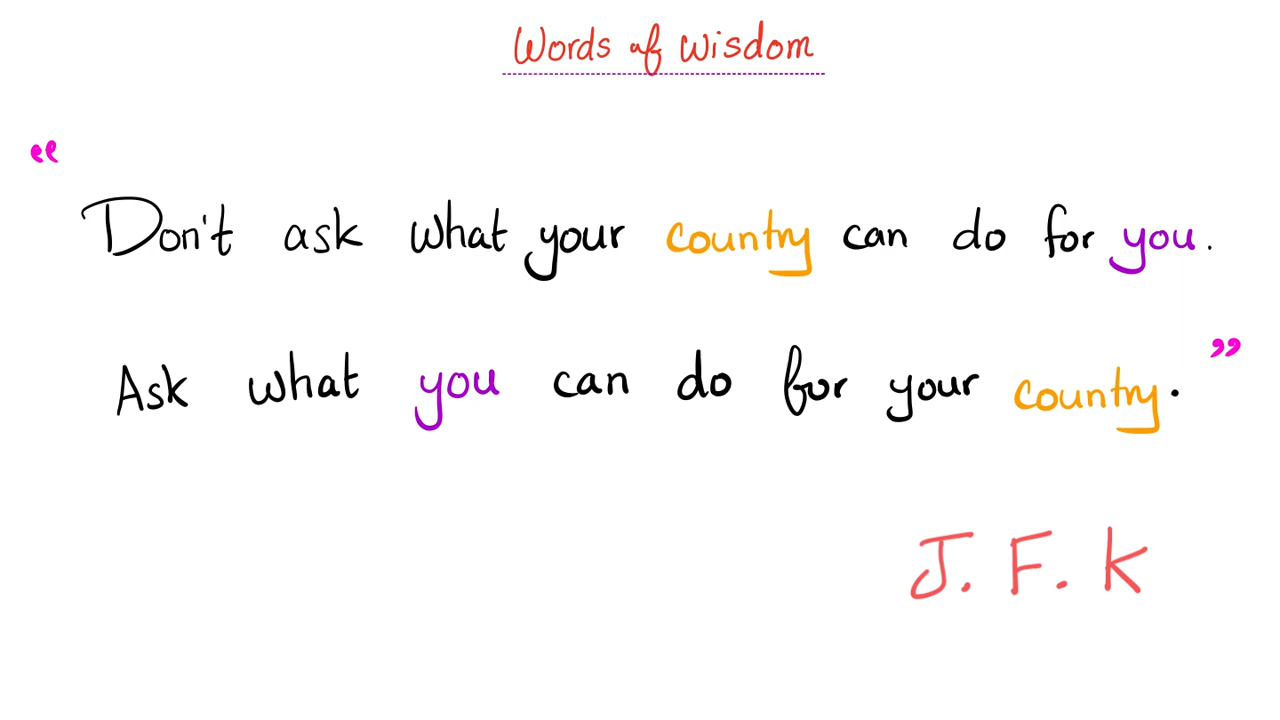 Words of Wisdom
“
Don't ask what your country can do for you.
Ask what you can do for your country. ”
J. F. K